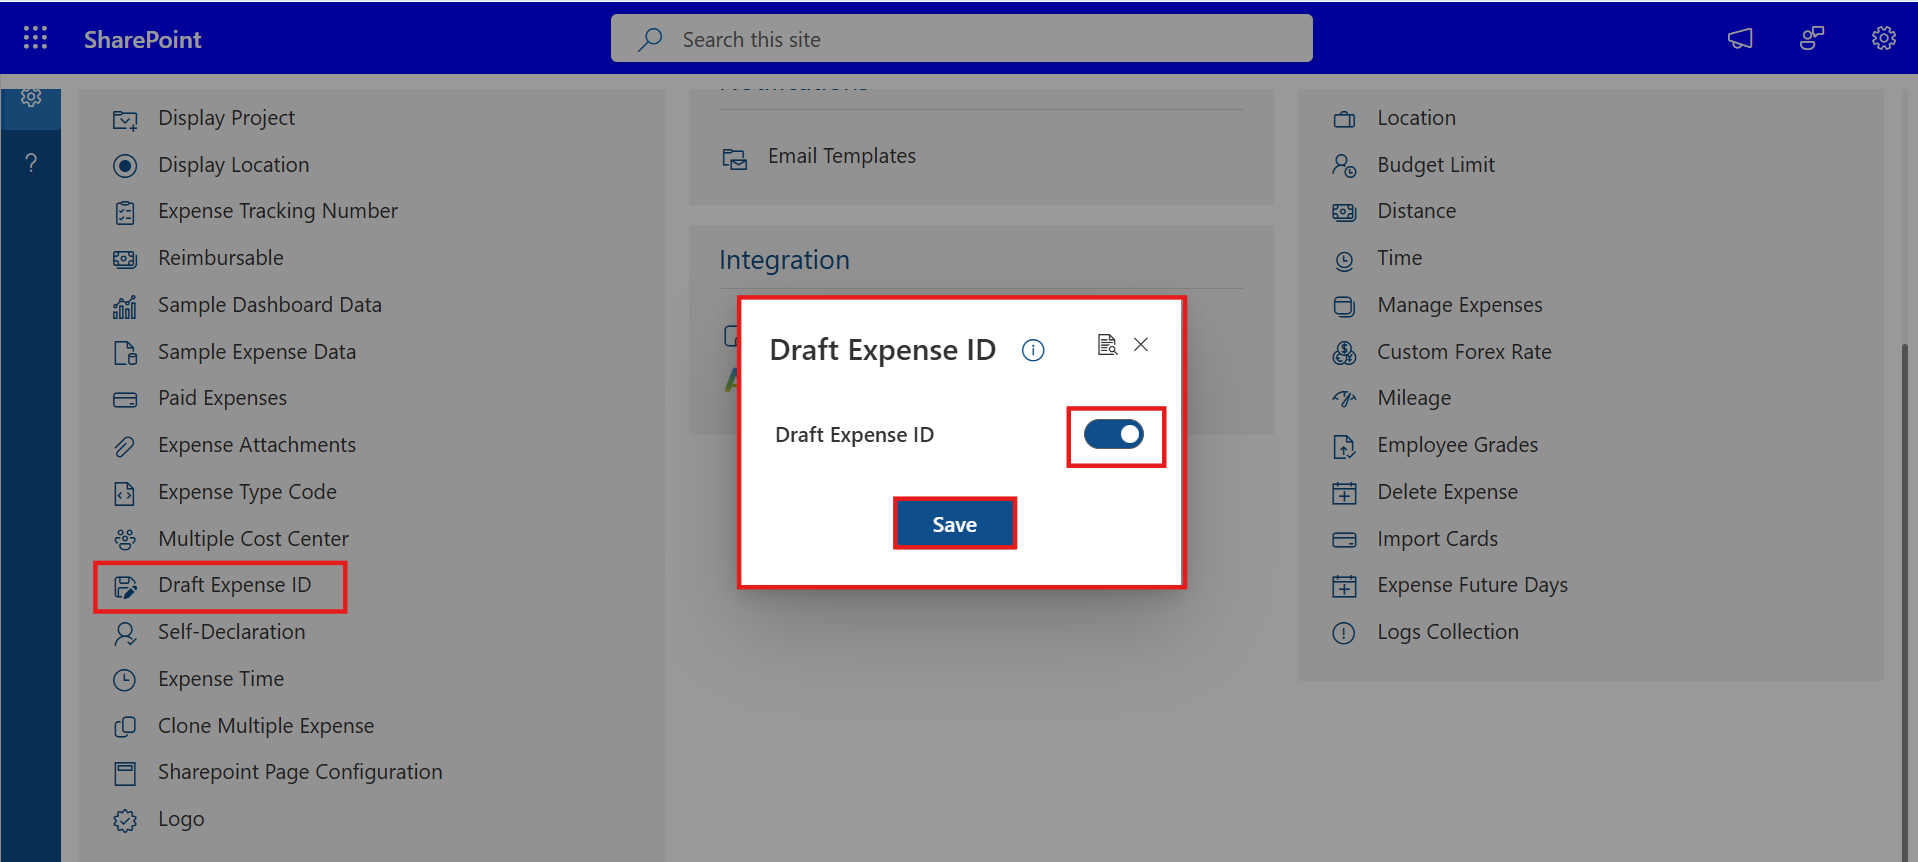 SharePoint
Search this site
Display Project
Display Location
Expense Tracking Number
Reimbursable
Sample Dashboard Data
Sample Expense Data
Paid Expenses
Expense Attachments
Expense Type Code
Multiple Cost Center
Draft Expense ID
Self-Declaration
Expense Time
Clone Multiple Expense
Sharepoint Page Configuration
Logo
Notifications
Email Templates
Integration
Draft Expense ID
Draft Expense ID
Save
Location
Budget Limit
Distance
Time
Manage Expenses
Custom Forex Rate
Mileage
Employee Grades
Delete Expense
Import Cards
Expense Future Days
Logs Collection